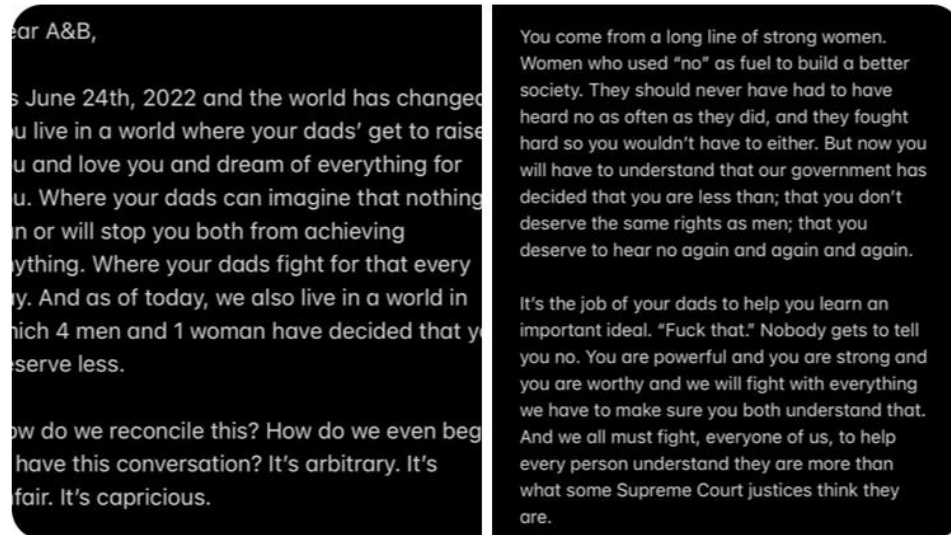 ear A&B,
s June 24th, 2022 and the world has changed
u live in a world where your dads’ get to raise
u and love you and dream of everything for
u. Where your dads can imagine that nothing
n or will stop you both from achieving
ything. Where your dads fight for that every
y. And as of today, we also live in a world in
hich 4 men and 1 woman have decided that y
serve less.
ow do we reconcile this? How do we even beg
have this conversation? It’s arbitrary. It’s
fair. It’s capricious.
You come from a long line of strong women.
Women who used “no” as fuel to build a better
society. They should never have had to have
heard no as often as they did, and they fought
hard so you wouldn’t have to either. But now you
will have to understand that our government has
decided that you are less than; that you don’t
deserve the same rights as men; that you
deserve to hear no again and again and again.
It’s the job of your dads to help you learn an
important ideal. “Fuck that.” Nobody gets to tell
you no. You are powerful and you are strong and
you are worthy and we will fight with everything
we have to make sure you both understand that.
And we all must fight, everyone of us, to help
every person understand they are more than
what some Supreme Court justices think they
are.